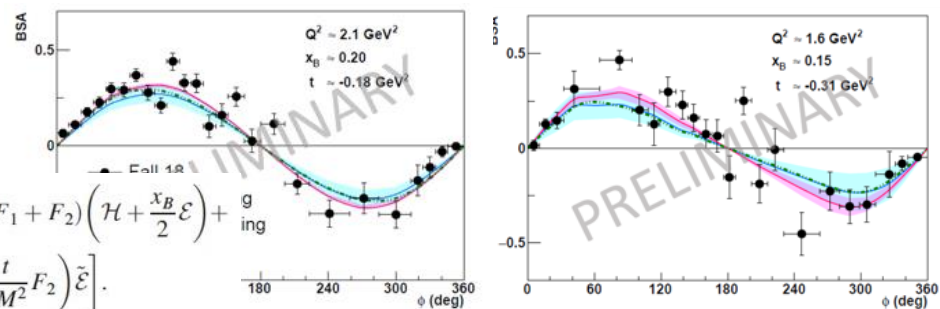 BSA
Q² ≈ 2.1 GeV²
x_B ≈ 0.20
t ≈ -0.18 GeV²
0.5
0
PRELIMINARY
Fall 18
F₁ + F₂)(ℋ + x_B/2 ℰ) +
g
ing
t/M² F₂) ℰ̃].
180 240 300 360
ϕ (deg)
BSA
Q² ≈ 1.6 GeV²
x_B ≈ 0.15
t ≈ -0.31 GeV²
0.5
0
-0.5
PRELIMINARY
0 60 120 180 240 300 360
ϕ (deg)